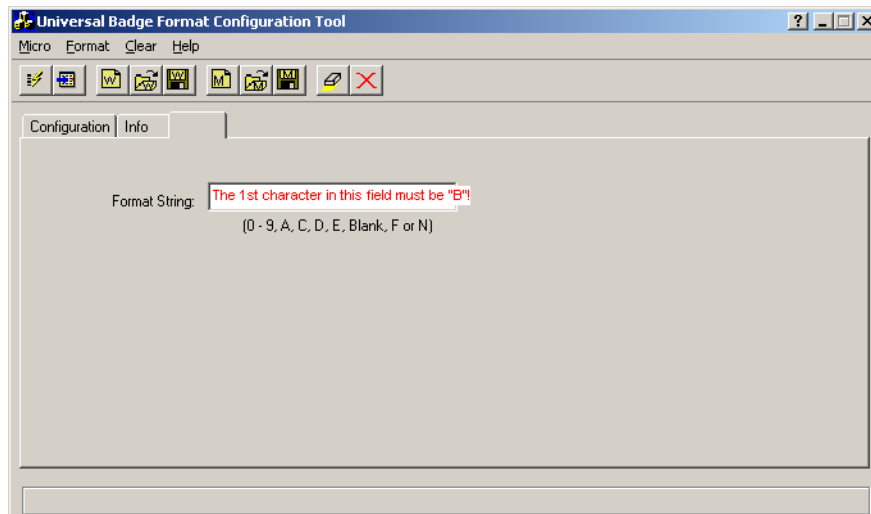 Universal Badge Format Configuration Tool
Micro Format Clear Help
W W W M M M
Configuration Info
Format String: The 1st character in this field must be "B"!
(0 - 9, A, C, D, E, Blank, F or N)